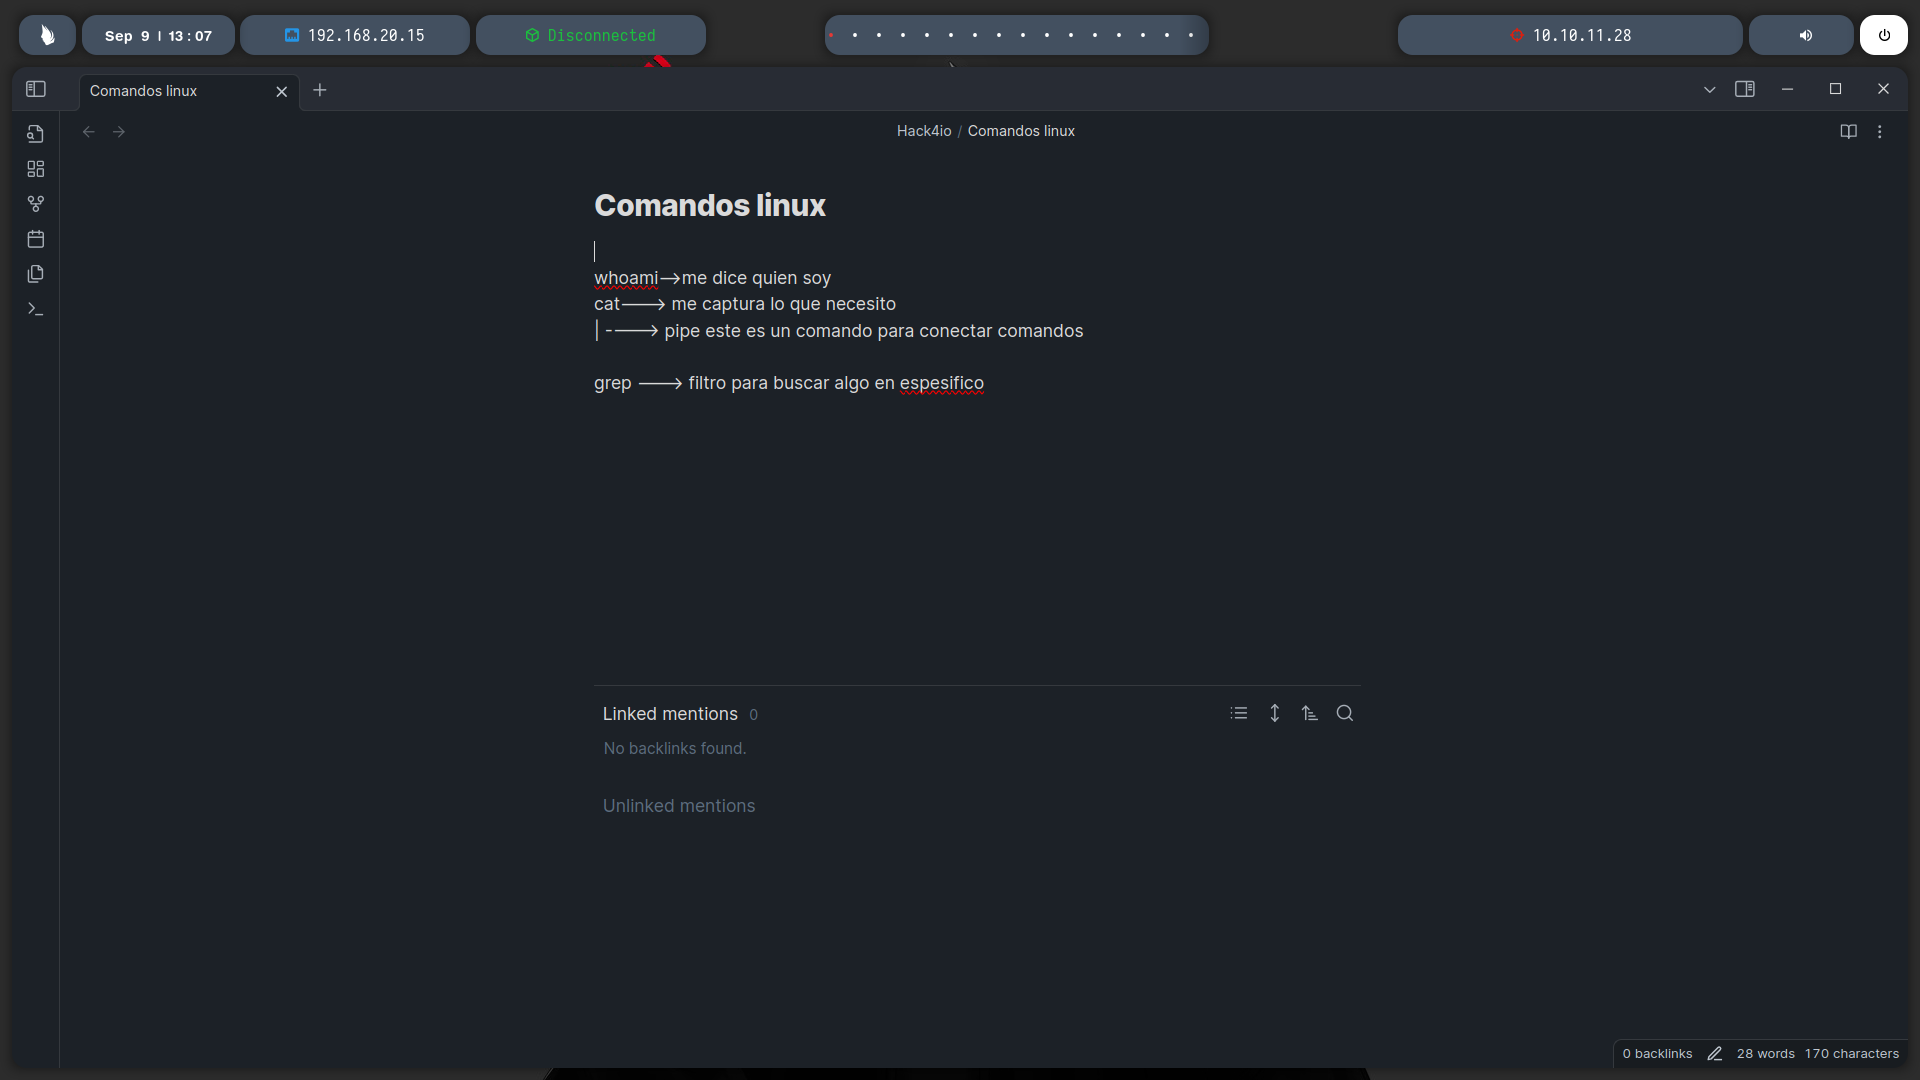 Sep 9 | 13:07
192.168.20.15
Disconnected
10.10.11.28
Comandos linux
Hack4io / Comandos linux
Comandos linux
whoami-->me dice quien soy
cat----> me captura lo que necesito
| -----> pipe este es un comando para conectar comandos
grep ----> filtro para buscar algo en espesifico
Linked mentions 0
No backlinks found.
Unlinked mentions
0 backlinks 28 words 170 characters